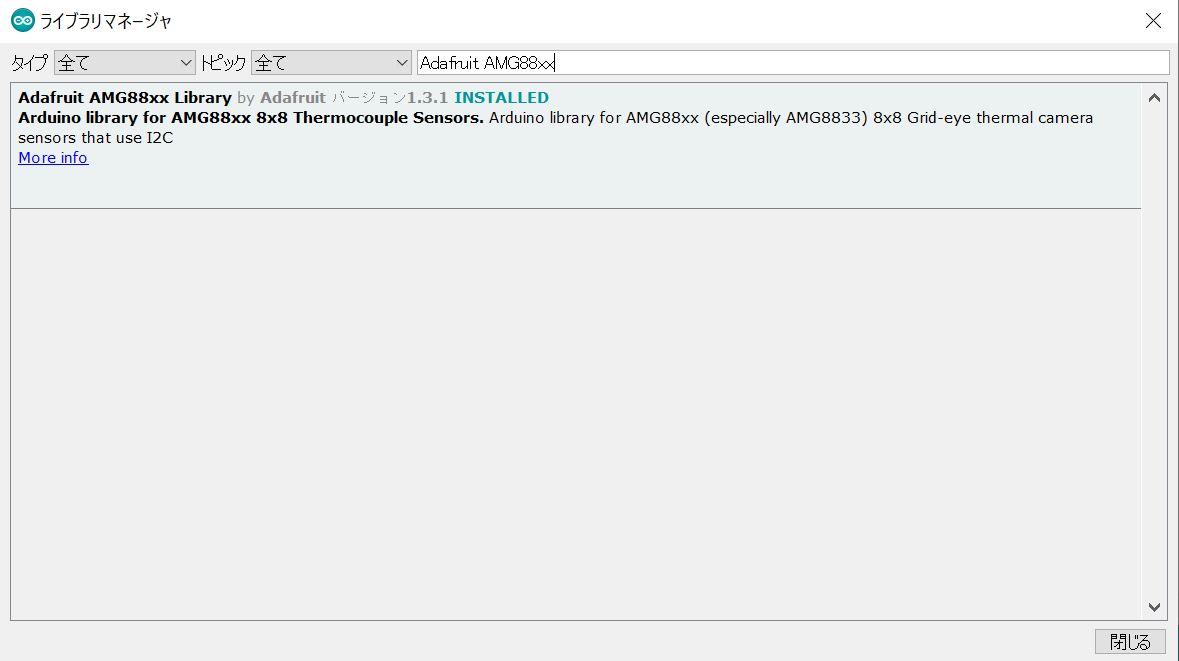 ライブラリマネージャ
タイプ 全て トピック 全て Adafruit AMG88xx
Adafruit AMG88xx Library by Adafruit バージョン1.3.1 INSTALLED
Arduino library for AMG88xx 8x8 Thermocouple Sensors. Arduino library for AMG88xx (especially AMG8833) 8x8 Grid-eye thermal camera
sensors that use I2C
More info
閉じる